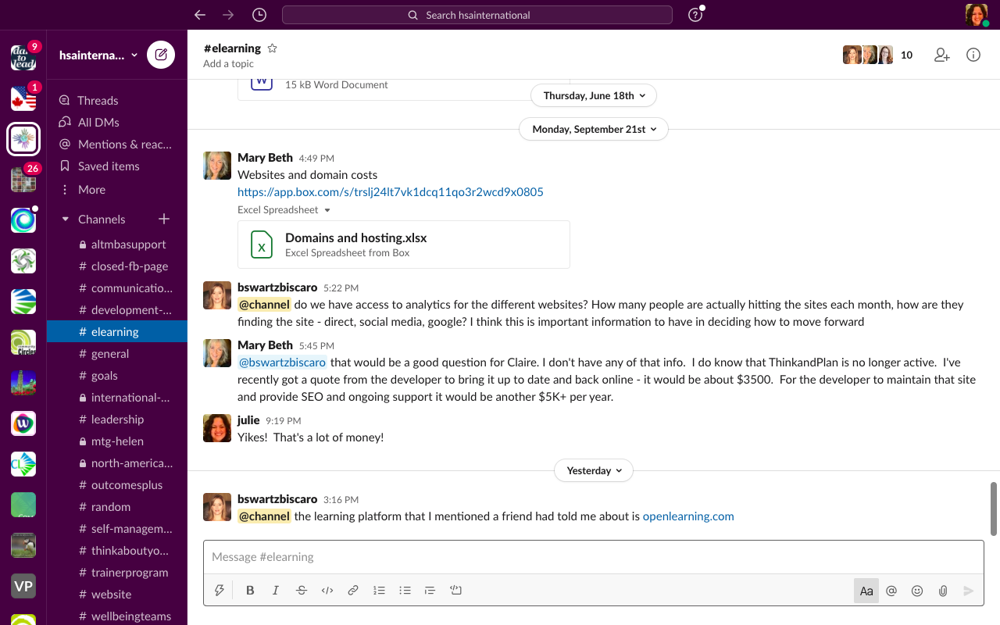 Search hsainternational
9
1
26
VP
hsainterna...
Threads
All DMs
Mentions & reac...
Saved items
More
Channels
altmbasupport
# closed-fb-page
# communicatio...
# development-...
# elearning
# general
# goals
international-...
# leadership
mtg-helen
north-america...
# outcomesplus
# random
# self-managem...
# thinkaboutyo...
# trainerprogram
# website
# wellbeingteams
#elearning
Add a topic
10
W
15 kB Word Document
Thursday, June 18th
Monday, September 21st
Mary Beth 4:49 PM
Websites and domain costs
https://app.box.com/s/trslj24lt7vk1dcq11qo3r2wcd9x0805
Excel Spreadsheet
X
Domains and hosting.xlsx
Excel Spreadsheet from Box
bswartzbiscaro 5:22 PM
@channel do we have access to analytics for the different websites? How many people are actually hitting the sites each month, how are they
finding the site - direct, social media, google? I think this is important information to have in deciding how to move forward
Mary Beth 5:45 PM
@bswartzbiscaro that would be a good question for Claire. I don't have any of that info. I do know that ThinkandPlan is no longer active. I've
recently got a quote from the developer to bring it up to date and back online - it would be about $3500. For the developer to maintain that site
and provide SEO and ongoing support it would be another $5K+ per year.
julie 9:19 PM
Yikes! That's a lot of money!
Yesterday
bswartzbiscaro 3:16 PM
@channel the learning platform that I mentioned a friend had told me about is openlearning.com
Message #elearning
B I S
Aa @